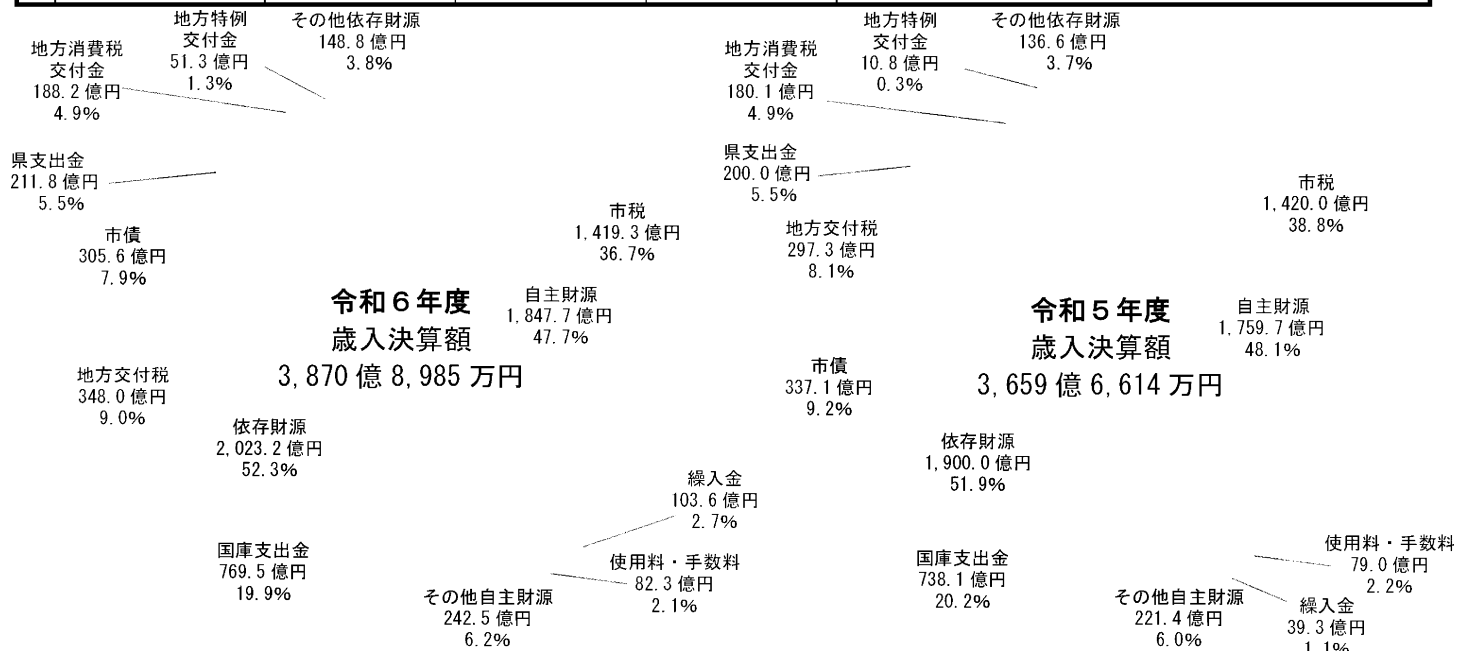 地方特例
交付金
51.3億円
1.3%
その他依存財源
148.8億円
3.8%
地方消費税
交付金
188.2億円
4.9%
県支出金
211.8億円
5.5%
市債
305.6億円
7.9%
市税
1,419.3億円
36.7%
令和6年度
歳入決算額
3,870億8,985万円
自主財源
1,847.7億円
47.7%
地方交付税
348.0億円
9.0%
依存財源
2,023.2億円
52.3%
繰入金
103.6億円
2.7%
国庫支出金
769.5億円
19.9%
使用料・手数料
82.3億円
2.1%
その他自主財源
242.5億円
6.2%
地方特例
交付金
10.8億円
0.3%
その他依存財源
136.6億円
3.7%
地方消費税
交付金
180.1億円
4.9%
県支出金
200.0億円
5.5%
市税
1,420.0億円
38.8%
地方交付税
297.3億円
8.1%
令和5年度
歳入決算額
3,659億6,614万円
自主財源
1,759.7億円
48.1%
市債
337.1億円
9.2%
依存財源
1,900.0億円
51.9%
国庫支出金
738.1億円
20.2%
使用料・手数料
79.0億円
2.2%
その他自主財源
221.4億円
6.0%
繰入金
39.3億円
1.1%